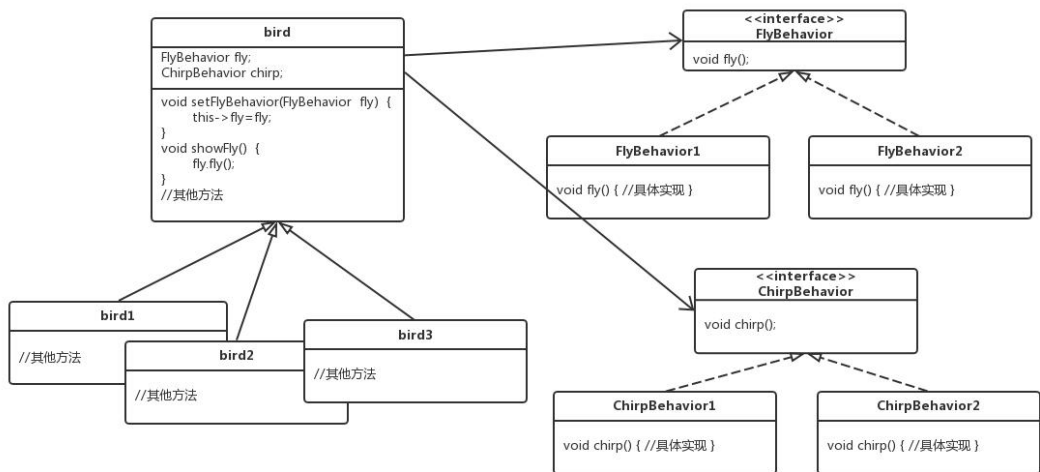 bird
FlyBehavior fly;
ChirpBehavior chirp;
void setFlyBehavior(FlyBehavior fly) {
this->fly=fly;
}
void showFly() {
fly.fly();
}
//其他方法
<<interface>>
FlyBehavior
void fly();
FlyBehavior1
void fly() { //具体实现 }
FlyBehavior2
void fly() { //具体实现 }
<<interface>>
ChirpBehavior
void chirp();
bird1
//其他方法
bird2
//其他方法
bird3
//其他方法
ChirpBehavior1
void chirp() { //具体实现 }
ChirpBehavior2
void chirp() { //具体实现 }